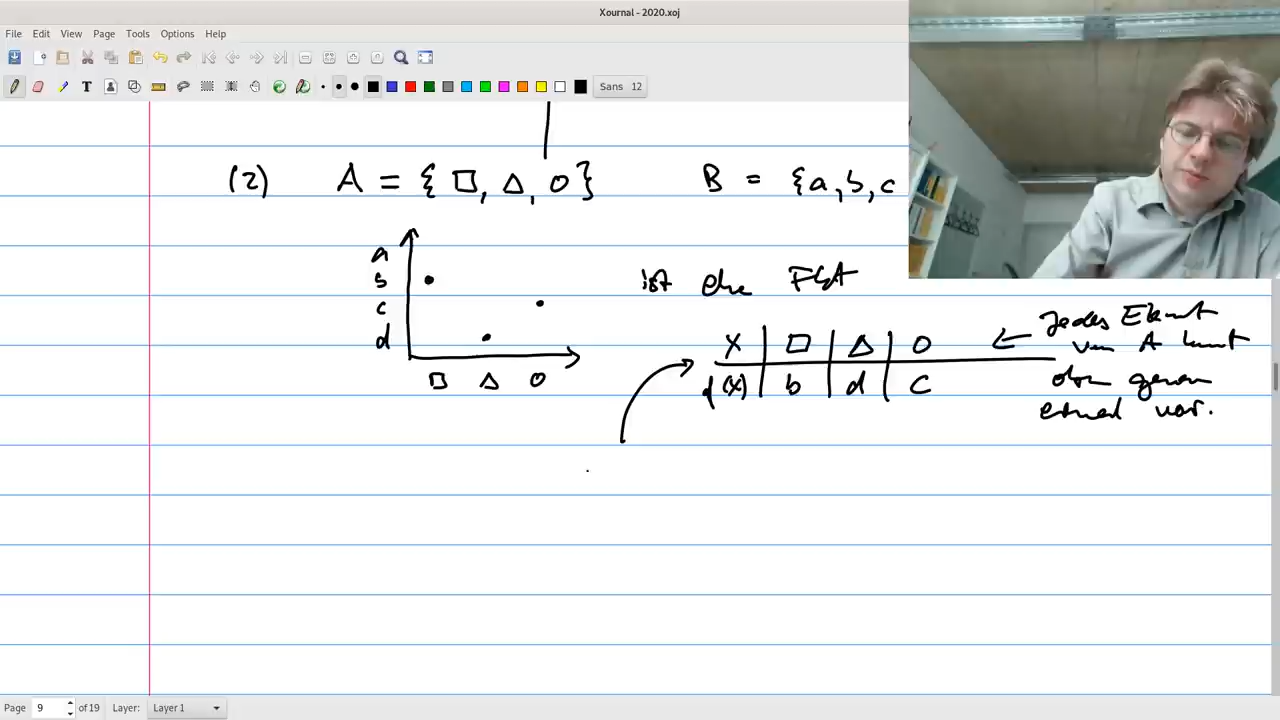 Xournal - 2020.xoj
File Edit View Page Tools Options Help
T Sans 12
(2) A = {□, △, O} B = {a, b, c
a
b
c
d
□ △ O
ist eine
x | □ | △ | O
f(x) | b | d | c
← Jedes Element
von A kommt
oben genau
einmal vor.
Page 9 of 19 Layer: Layer 1